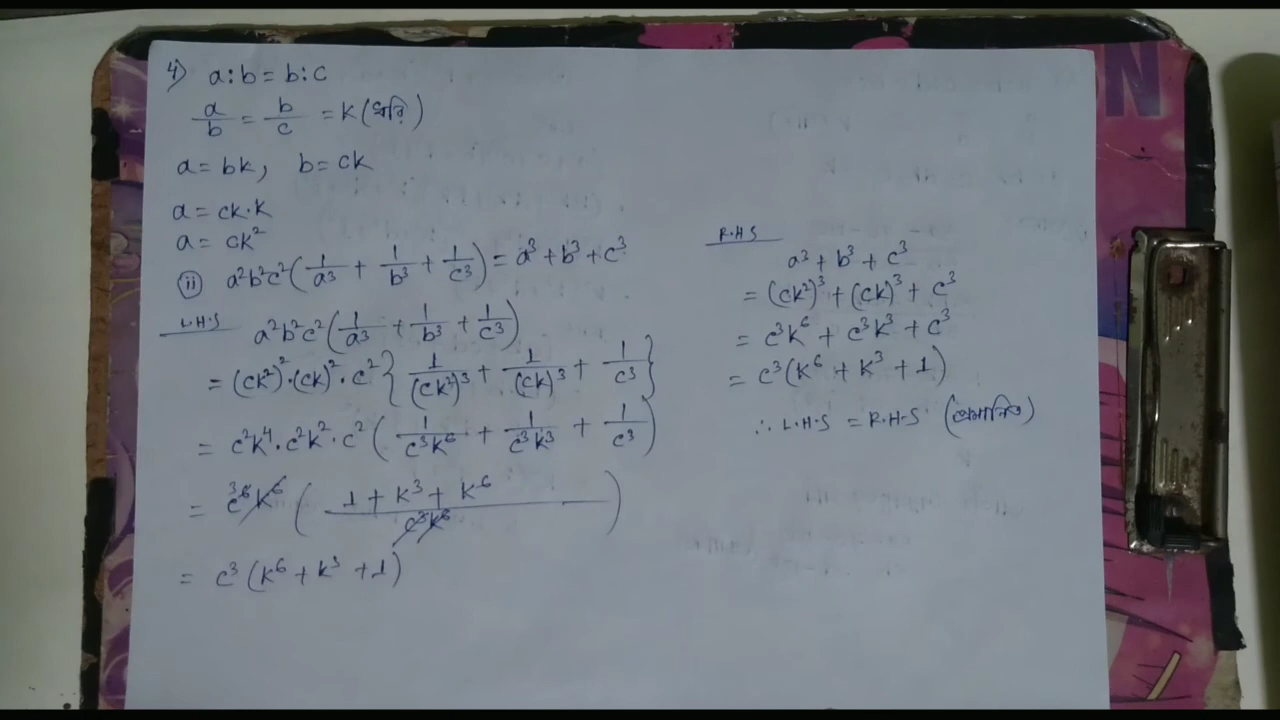 4) a:b = b:c
a/b = b/c = K (ধরি)
a = bk, b = ck
a = ck·k
a = ck²
(ii) a²b²c²(1/a³ + 1/b³ + 1/c³) = a³ + b³ + c³
L.H.S
a²b²c²(1/a³ + 1/b³ + 1/c³)
= (ck²)²·(ck)²·c²{1/(ck²)³ + 1/(ck)³ + 1/c³}
= c²k⁴·c²k²·c²(1/c³k⁶ + 1/c³k³ + 1/c³)
= c⁶k⁶((1 + k³ + k⁶)/c³k⁶)
= c³(k⁶ + k³ + 1)
R.H.S
a³ + b³ + c³
= (ck²)³ + (ck)³ + c³
= c³k⁶ + c³k³ + c³
= c³(k⁶ + k³ + 1)
∴ L.H.S = R.H.S (প্রমানিত)
N